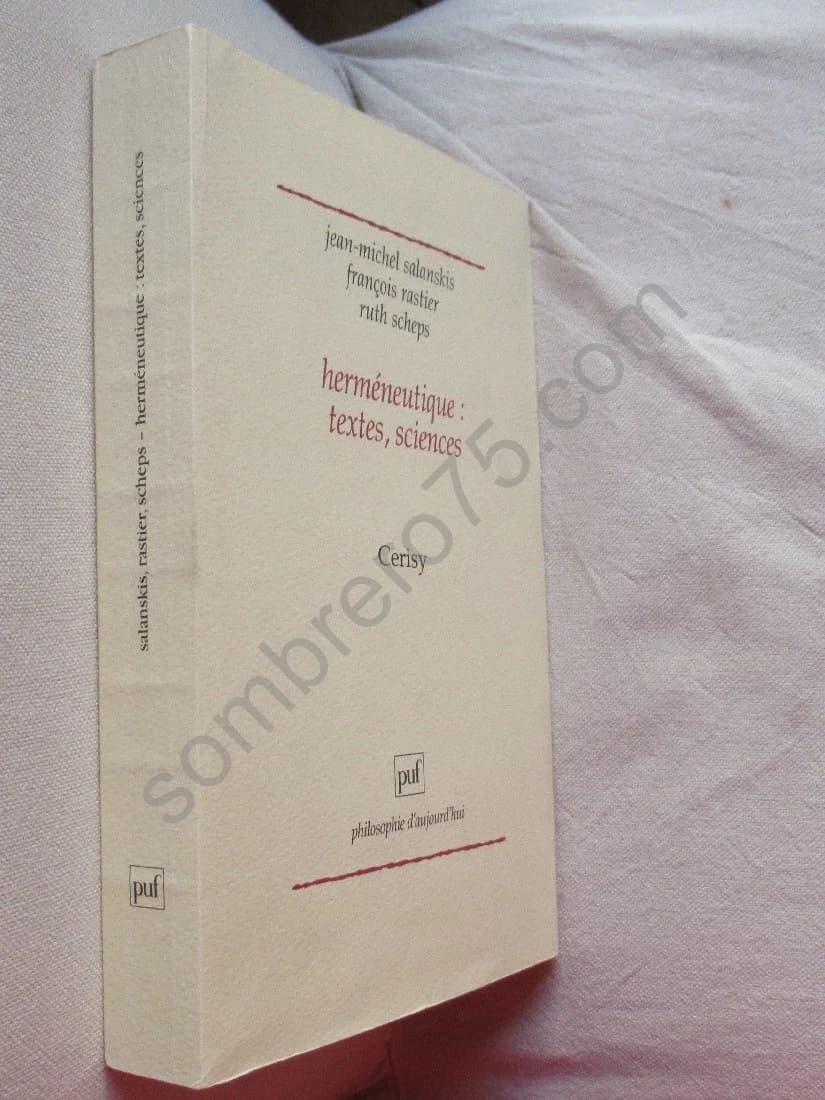 salanskis, rastier, scheps – herméneutique : textes, sciences
puf
jean-michel salanskis
françois rastier
ruth scheps
herméneutique :
textes, sciences
Cerisy
puf
philosophie d'aujourd'hui
sombrero75.com